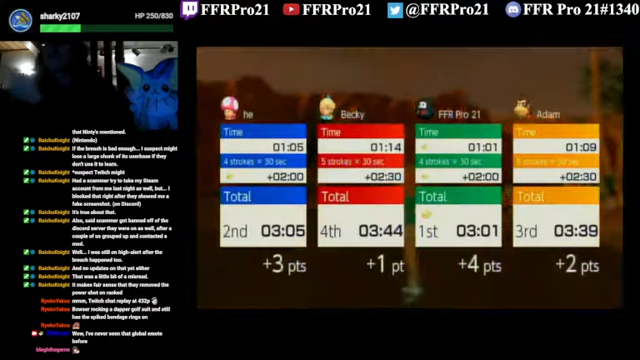 sharky2107
HP 250/830
FFRPro21
FFRPro21
@FFRPro21
FFR Pro 21#1340
that Ninty's mentioned.
(Nintendo)
RaichuKnight: If the breach is bad enough... I suspect might
lose a large chunk of its userbase if they
don't use it to learn.
RaichuKnight: *suspect Twitch might
RaichuKnight: Had a scammer try to take my Steam
account from me last night as well, but... I
blocked that right after they showed me a
fake screenshot. (on Discord)
RaichuKnight: It's true about that.
RaichuKnight: Also, said scammer got banned off of the
discord server they were on as well, after a
couple of us grouped up and contacted a
mod.
RaichuKnight: Well... I was still on high-alert after the
breach happened too.
RaichuKnight: And no updates on that yet either
RaichuKnight: That was a little bit of a misread.
RaichuKnight: It makes fair sense that they removed the
power shot on ranked
RyokoYaksa: mmm, Twitch chat replay at 432p
RyokoYaksa: Bowser rocking a dapper golf suit and still
has the spiked bondage rings on
RyokoYaksa:
Wow, I've never seen that global emote
before
bleghthegama:
he
Becky
FFR Pro 21
Adam
Time
Time
Time
Time
01:05
01:14
01:01
01:09
4 strokes = 30 sec
5 strokes = 30 sec
4 strokes = 30 sec
5 strokes = 30 sec
+02:00
+02:30
+02:00
+02:30
Total
Total
Total
Total
2nd 03:05
4th 03:44
1st 03:01
3rd 03:39
+3 pts
+1 pt
+4 pts
+2 pts